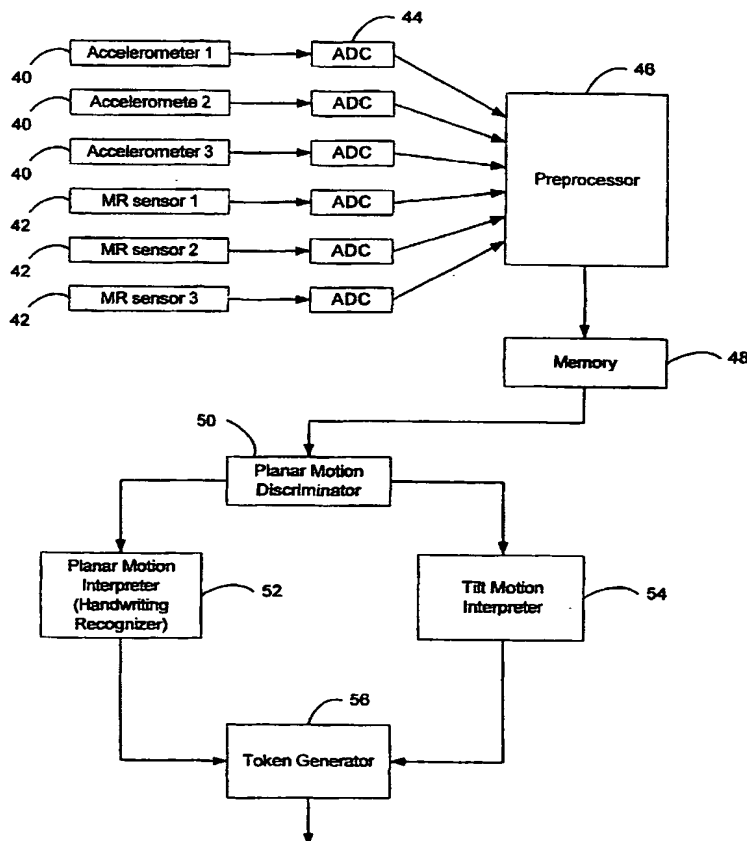 44
40 Accelerometer 1 ADC
46
40 Acceleromete 2 ADC
40 Accelerometer 3 ADC
Preprocessor
42 MR sensor 1 ADC
42 MR sensor 2 ADC
42 MR sensor 3 ADC
Memory 48
50
Planar Motion
Discriminator
Planar Motion
Interpreter
(Handwriting
Recognizer)
52
Tilt Motion
Interpreter
54
56
Token Generator